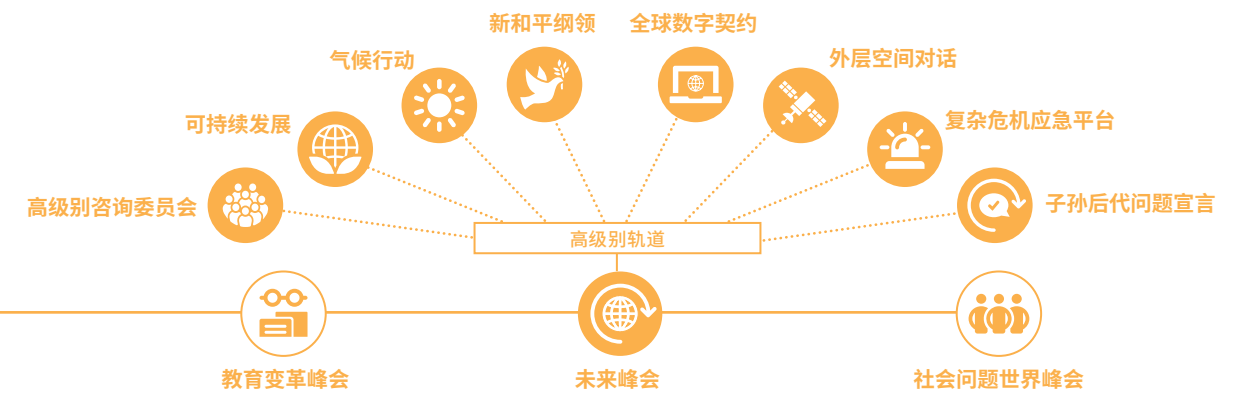 新和平纲领
全球数字契约
气候行动
外层空间对话
可持续发展
复杂危机应急平台
高级别咨询委员会
子孙后代问题宣言
高级别轨道
教育变革峰会
未来峰会
社会问题世界峰会